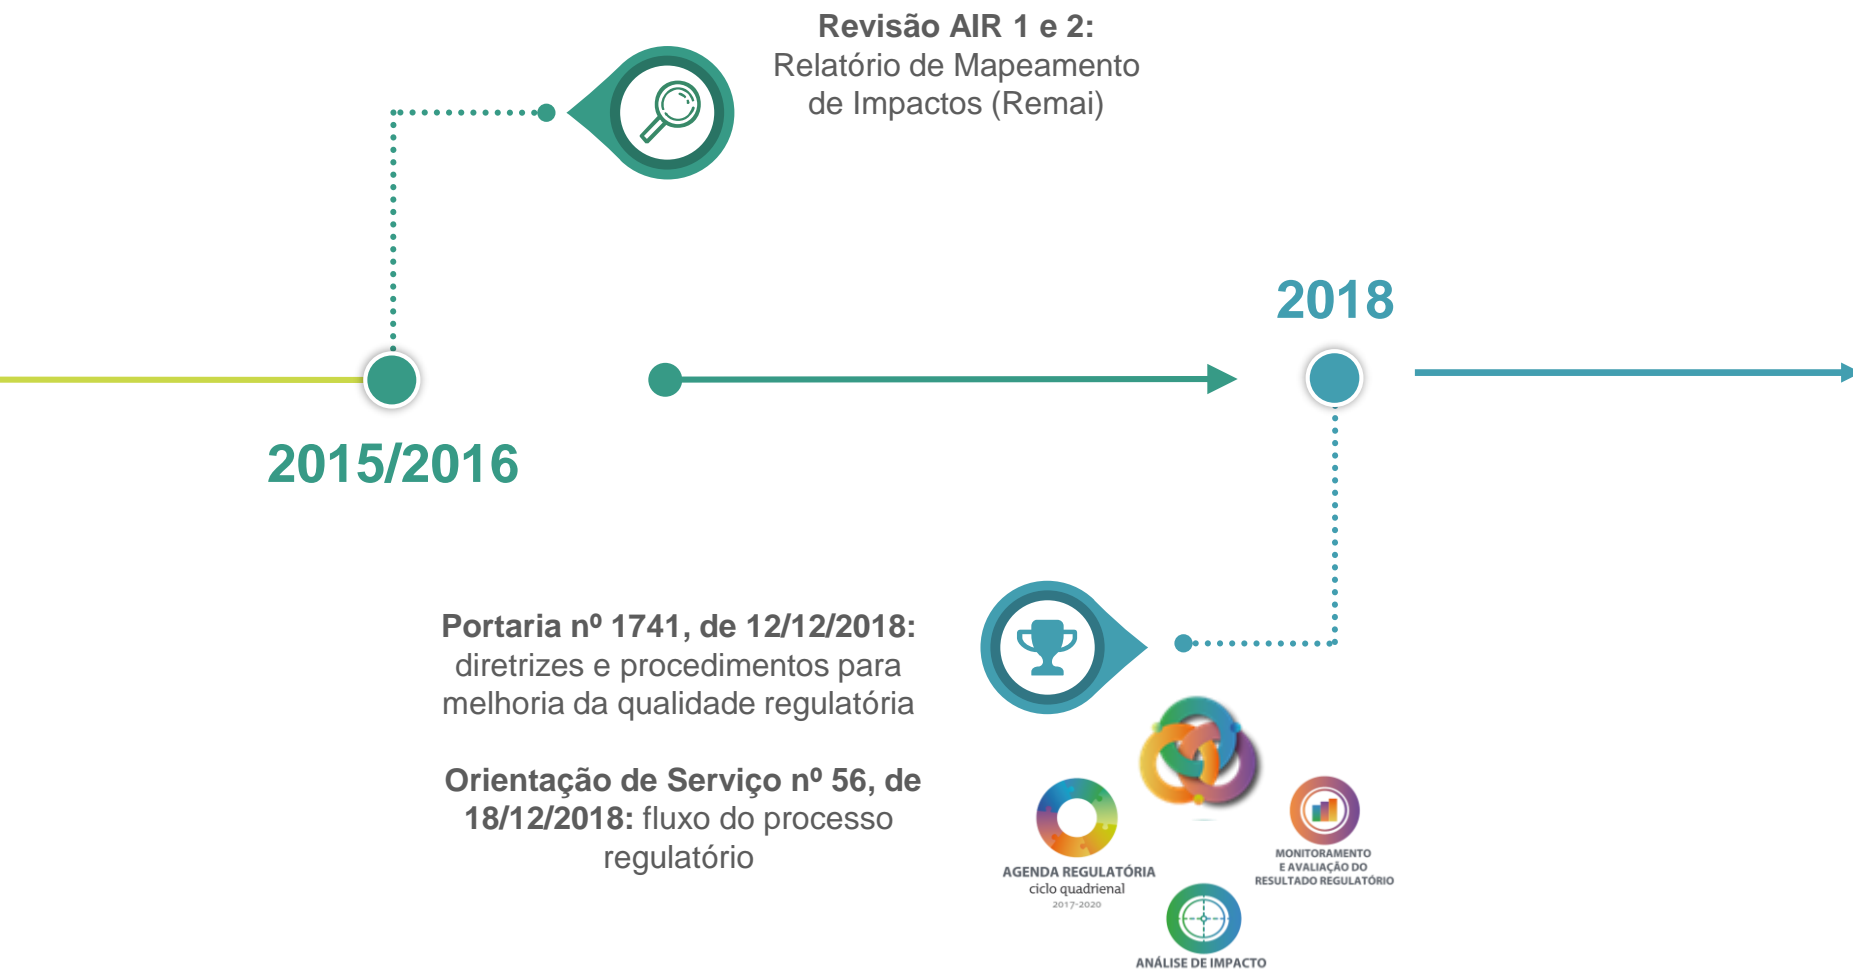 Revisão AIR 1 e 2:
Relatório de Mapeamento
de Impactos (Remai)
2018
2015/2016
Portaria nº 1741, de 12/12/2018:
diretrizes e procedimentos para
melhoria da qualidade regulatória
Orientação de Serviço nº 56, de
18/12/2018: fluxo do processo
regulatório
AGENDA REGULATÓRIA
ciclo quadrienal
2017-2020
MONITORAMENTO
E AVALIAÇÃO DO
RESULTADO REGULATÓRIO
ANÁLISE DE IMPACTO